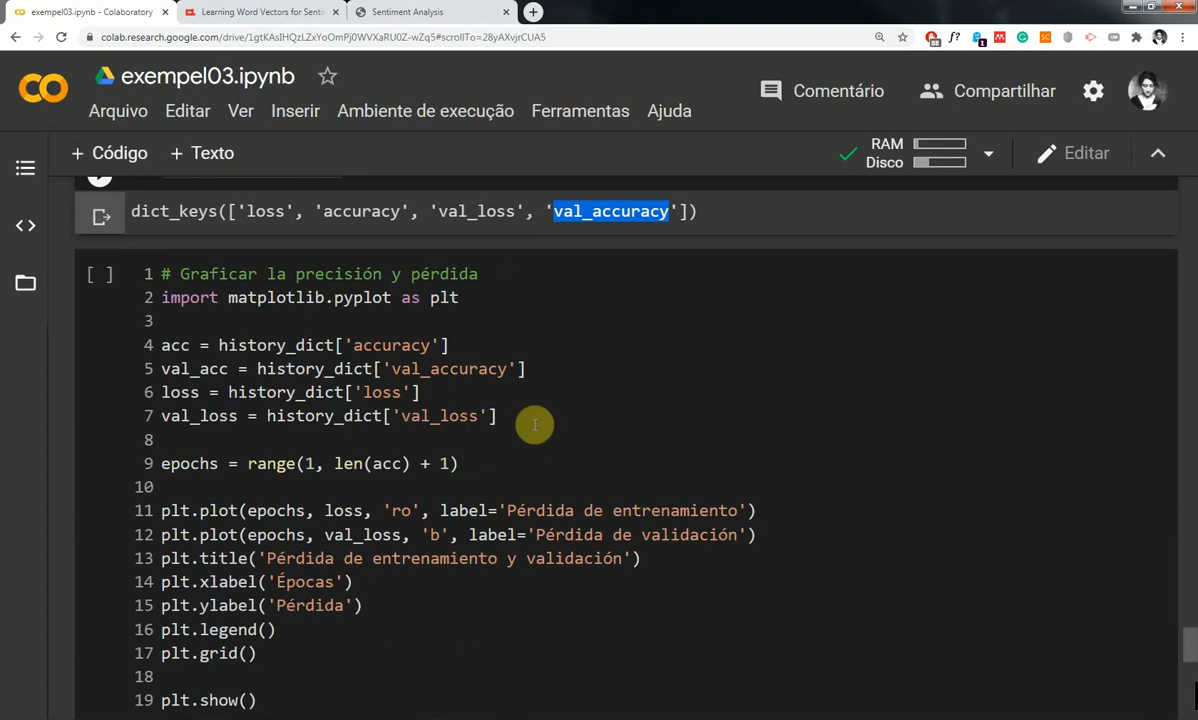 exempel03.ipynb - Colaboratory
Learning Word Vectors for Senti
Sentiment Analysis
colab.research.google.com/drive/1gtKAsIHQzLZxYoOmPj0WVXaRU0Z-wZq5#scrollTo=28yAXvjrCUA5
exempel03.ipynb
Comentário
Compartilhar
Arquivo Editar Ver Inserir Ambiente de execução Ferramentas Ajuda
+ Código + Texto
RAM
Disco
Editar
dict_keys(['loss', 'accuracy', 'val_loss', 'val_accuracy'])
[ ] 1 # Graficar la precisión y pérdida
2 import matplotlib.pyplot as plt
3
4 acc = history_dict['accuracy']
5 val_acc = history_dict['val_accuracy']
6 loss = history_dict['loss']
7 val_loss = history_dict['val_loss']
8
9 epochs = range(1, len(acc) + 1)
10
11 plt.plot(epochs, loss, 'ro', label='Pérdida de entrenamiento')
12 plt.plot(epochs, val_loss, 'b', label='Pérdida de validación')
13 plt.title('Pérdida de entrenamiento y validación')
14 plt.xlabel('Épocas')
15 plt.ylabel('Pérdida')
16 plt.legend()
17 plt.grid()
18
19 plt.show()